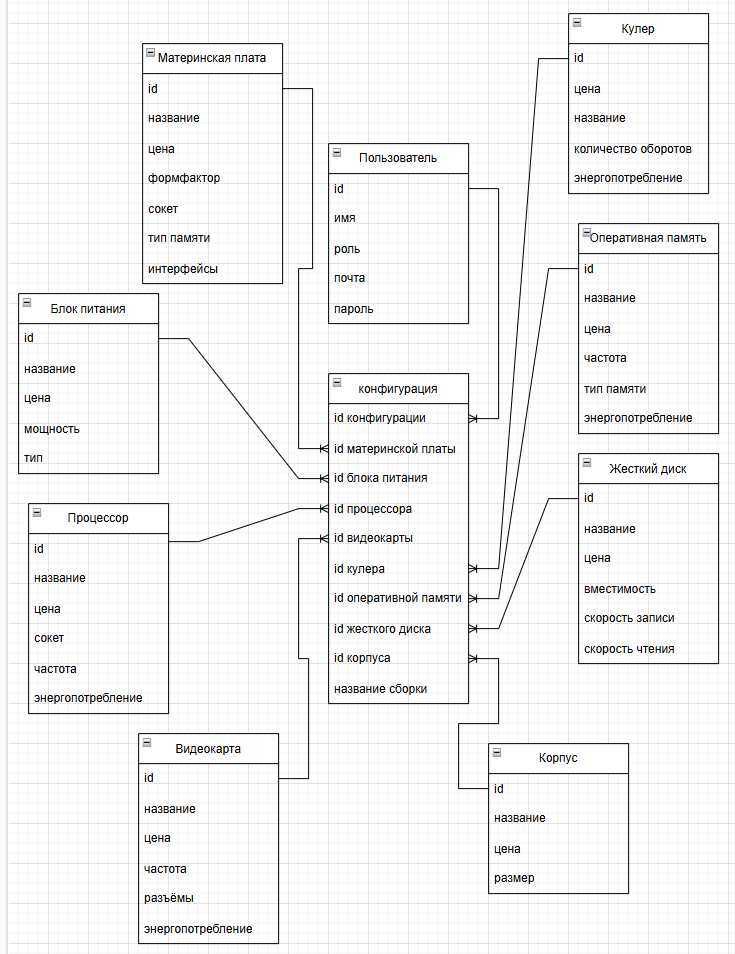 Материнская плата
id
название
цена
формфактор
сокет
тип памяти
интерфейсы
Кулер
id
цена
название
количество оборотов
энергопотребление
Пользователь
id
имя
роль
почта
пароль
Оперативная память
id
название
цена
частота
тип памяти
энергопотребление
Блок питания
id
название
цена
мощность
тип
конфигурация
id конфигурации
id материнской платы
id блока питания
id процессора
id видеокарты
id кулера
id оперативной памяти
id жесткого диска
id корпуса
название сборки
Жесткий диск
id
название
цена
вместимость
скорость записи
скорость чтения
Процессор
id
название
цена
сокет
частота
энергопотребление
Видеокарта
id
название
цена
частота
разъёмы
энергопотребление
Корпус
id
название
цена
размер